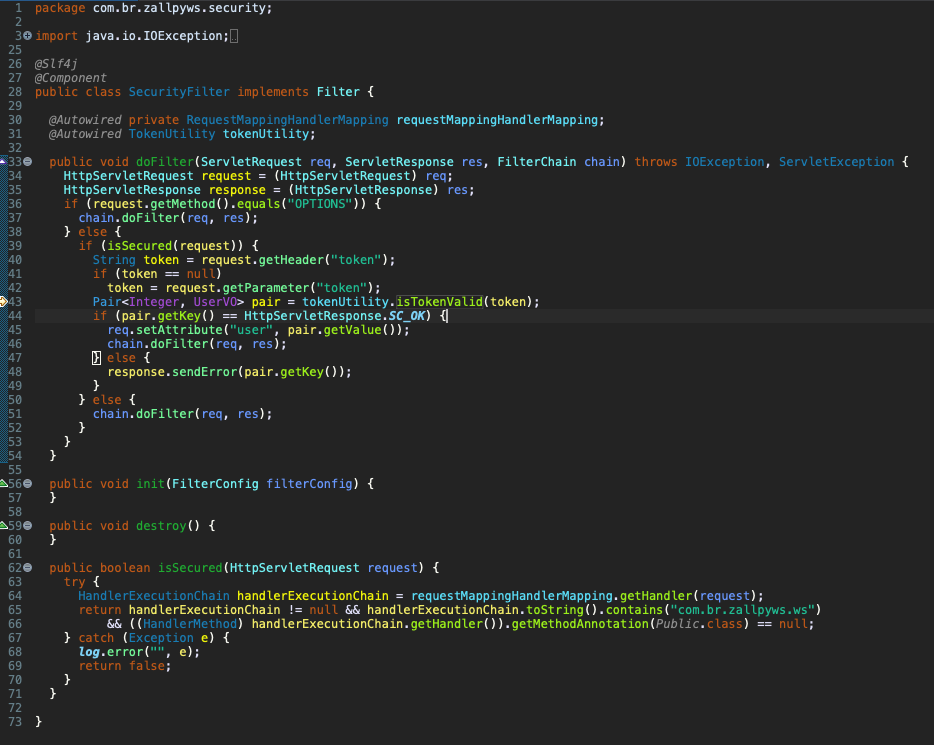 1 package com.br.zallpyws.security;
2
3 import java.io.IOException;
25
26 @Slf4j
27 @Component
28 public class SecurityFilter implements Filter {
29
30   @Autowired private RequestMappingHandlerMapping requestMappingHandlerMapping;
31   @Autowired TokenUtility tokenUtility;
32
33   public void doFilter(ServletRequest req, ServletResponse res, FilterChain chain) throws IOException, ServletException {
34     HttpServletRequest request = (HttpServletRequest) req;
35     HttpServletResponse response = (HttpServletResponse) res;
36     if (request.getMethod().equals("OPTIONS")) {
37       chain.doFilter(req, res);
38     } else {
39       if (isSecured(request)) {
40         String token = request.getHeader("token");
41         if (token == null)
42           token = request.getParameter("token");
43         Pair<Integer, UserVO> pair = tokenUtility.isTokenValid(token);
44         if (pair.getKey() == HttpServletResponse.SC_OK) {
45           req.setAttribute("user", pair.getValue());
46           chain.doFilter(req, res);
47         } else {
48           response.sendError(pair.getKey());
49         }
50       } else {
51         chain.doFilter(req, res);
52       }
53     }
54   }
55
56   public void init(FilterConfig filterConfig) {
57   }
58
59   public void destroy() {
60   }
61
62   public boolean isSecured(HttpServletRequest request) {
63     try {
64       HandlerExecutionChain handlerExecutionChain = requestMappingHandlerMapping.getHandler(request);
65       return handlerExecutionChain != null && handlerExecutionChain.toString().contains("com.br.zallpyws.ws")
66           && ((HandlerMethod) handlerExecutionChain.getHandler()).getMethodAnnotation(Public.class) == null;
67     } catch (Exception e) {
68       log.error("", e);
69       return false;
70     }
71   }
72
73 }